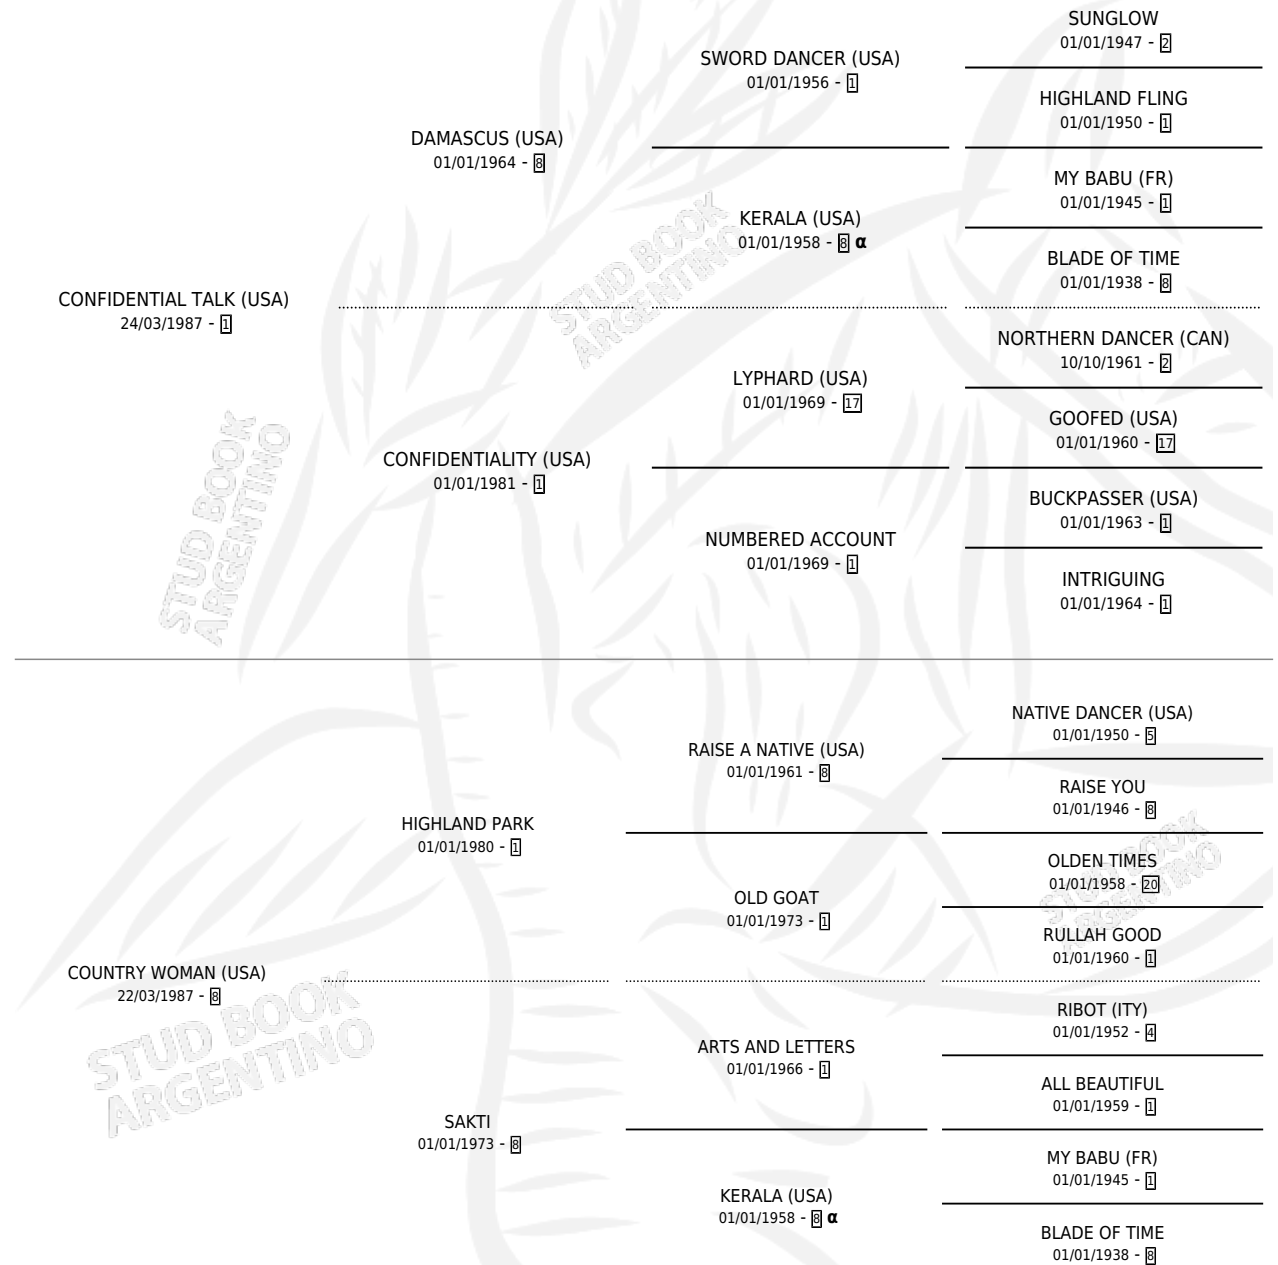 SUNGLOW
01/01/1947 - 2
SWORD DANCER (USA)
01/01/1956 - 1
HIGHLAND FLING
01/01/1950 - 1
DAMASCUS (USA)
01/01/1964 - 8
MY BABU (FR)
01/01/1945 - 1
KERALA (USA)
01/01/1958 - 8 α
BLADE OF TIME
01/01/1938 - 8
CONFIDENTIAL TALK (USA)
24/03/1987 - 1
NORTHERN DANCER (CAN)
10/10/1961 - 2
LYPHARD (USA)
01/01/1969 - 17
GOOFED (USA)
01/01/1960 - 17
CONFIDENTIALITY (USA)
01/01/1981 - 1
BUCKPASSER (USA)
01/01/1963 - 1
NUMBERED ACCOUNT
01/01/1969 - 1
INTRIGUING
01/01/1964 - 1
NATIVE DANCER (USA)
01/01/1950 - 5
RAISE A NATIVE (USA)
01/01/1961 - 8
RAISE YOU
01/01/1946 - 8
HIGHLAND PARK
01/01/1980 - 1
OLDEN TIMES
01/01/1958 - 20
OLD GOAT
01/01/1973 - 1
RULLAH GOOD
01/01/1960 - 1
COUNTRY WOMAN (USA)
22/03/1987 - 8
RIBOT (ITY)
01/01/1952 - 4
ARTS AND LETTERS
01/01/1966 - 1
ALL BEAUTIFUL
01/01/1959 - 1
SAKTI
01/01/1973 - 8
MY BABU (FR)
01/01/1945 - 1
KERALA (USA)
01/01/1958 - 8 α
BLADE OF TIME
01/01/1938 - 8
STUD BOOK
ARGENTINO
STUD BOOK
ARGENTINO
STUD BOOK
ARGENTINO
STUD BOOK
ARGENTINO